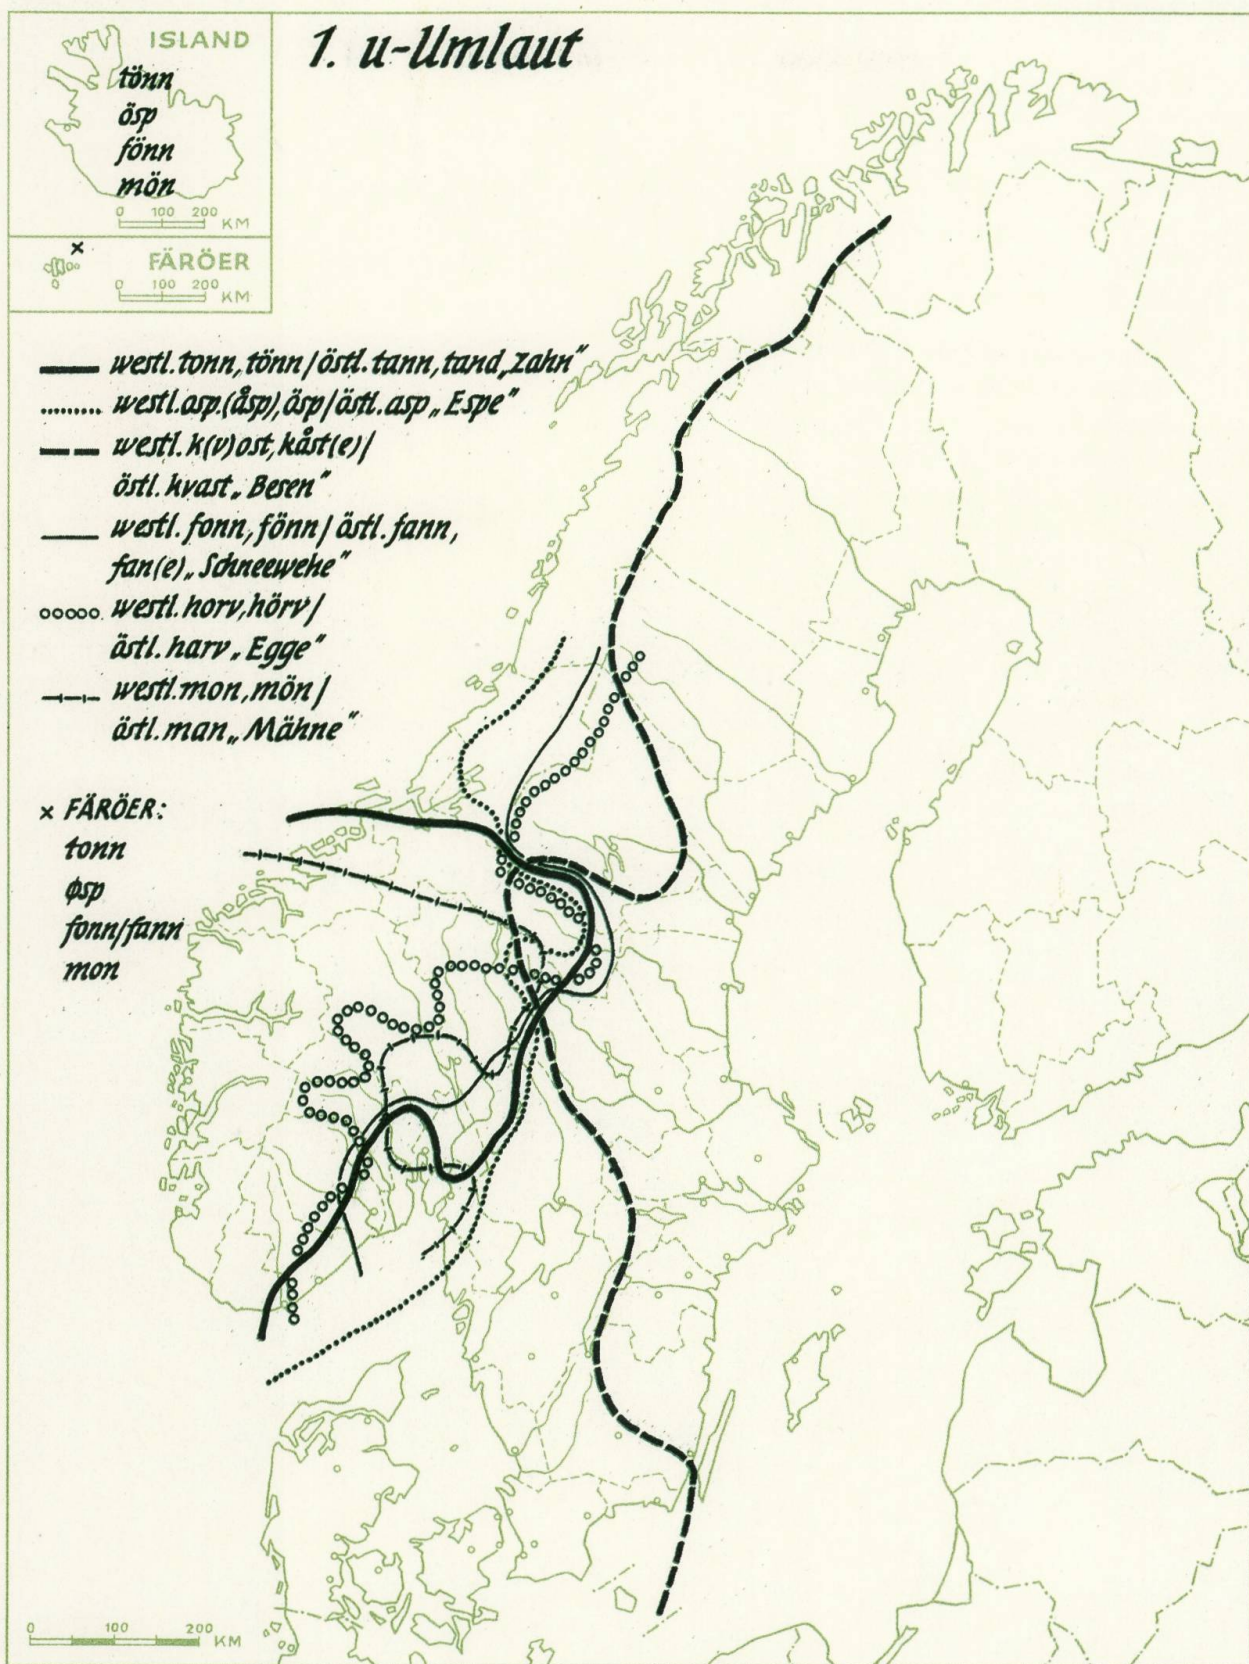 1. u-Umlaut
ISLAND
tönn
ösp
fönn
mön
0 100 200 KM
x
FÄRÖER
0 100 200 KM
westl. tonn, tönn / östl. tann, tand „Zahn"
westl. osp. (åsp), ösp / östl. asp „Espe"
westl. k(v)ost, kåst(e) /
östl. kvast „Besen"
westl. fonn, fönn / östl. fann,
fan(e) „Schneewehe"
westl. horv, hörv /
östl. harv „Egge"
westl. mon, mön /
östl. man „Mähne"
x FÄRÖER:
tonn
øsp
fonn/fann
mon
0 100 200 KM